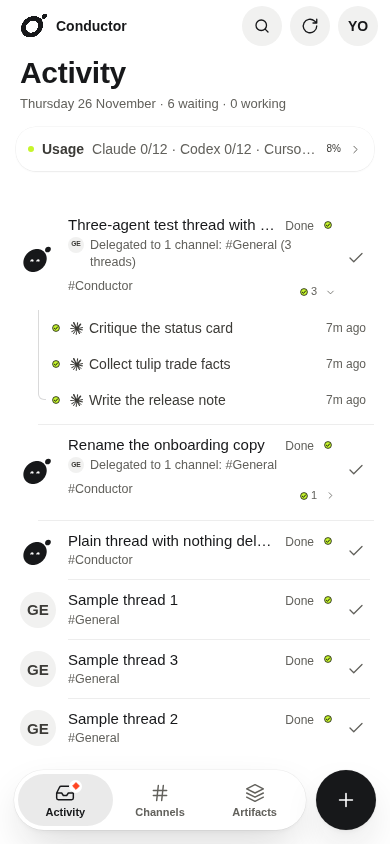 Conductor
YO
Activity
Thursday 26 November · 6 waiting · 0 working
Usage Claude 0/12 · Codex 0/12 · Curso… 8%
Three-agent test thread with … Done
GE Delegated to 1 channel: #General (3
threads)
#Conductor
3
Critique the status card 7m ago
Collect tulip trade facts 7m ago
Write the release note 7m ago
Rename the onboarding copy Done
GE Delegated to 1 channel: #General
#Conductor
1
Plain thread with nothing del… Done
#Conductor
GE
Sample thread 1 Done
#General
GE
Sample thread 3 Done
#General
GE
Sample thread 2 Done
#General
Activity Channels Artifacts